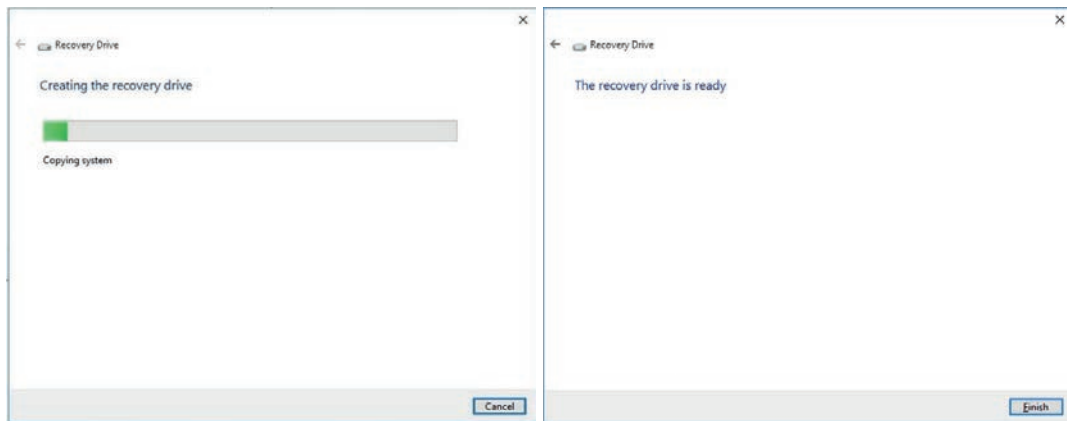 Recovery Drive
Creating the recovery drive
Copying system
Cancel
Recovery Drive
The recovery drive is ready
Finish